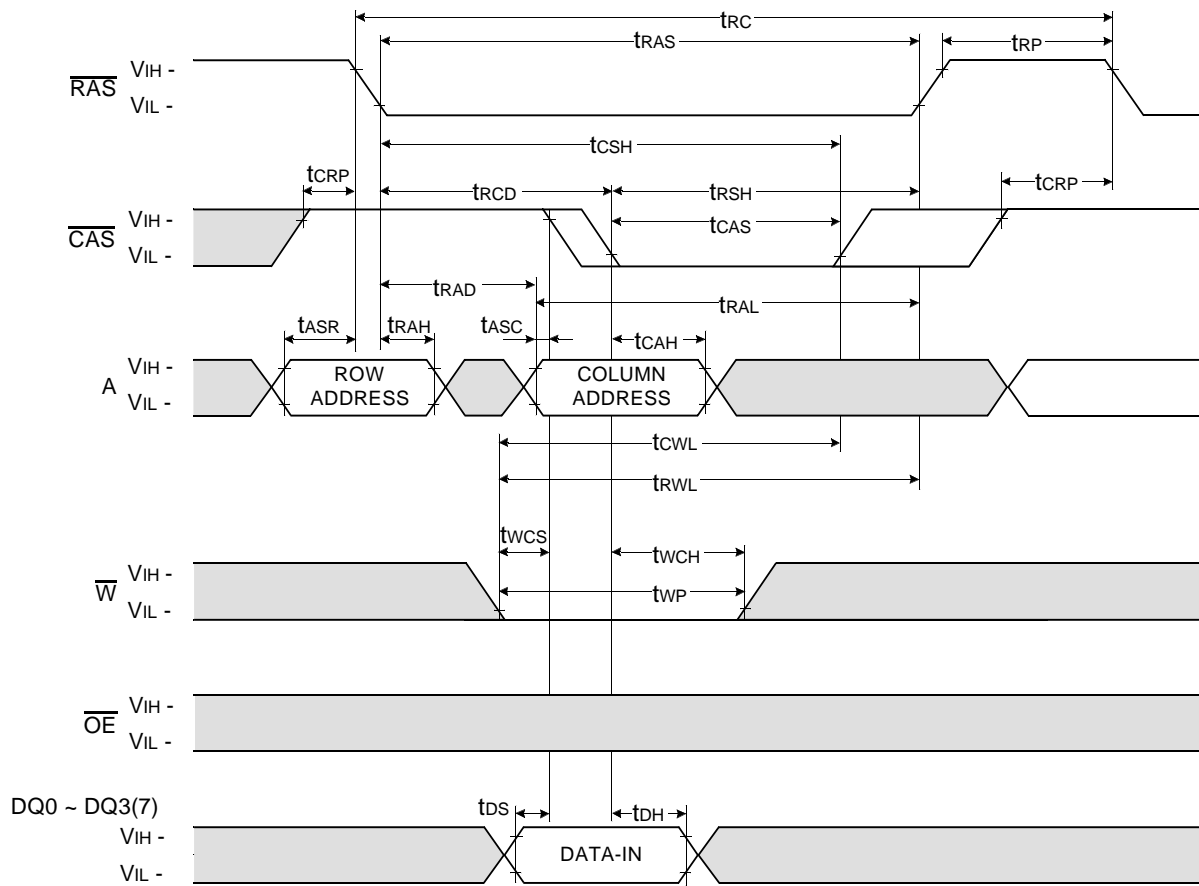 tRC
tRAS
tRP
RAS
VIH -
VIL -
tCSH
tCRP
tRCD
tRSH
tCRP
CAS
VIH -
VIL -
tCAS
tRAD
tRAL
tASR
tRAH
tASC
tCAH
A
VIH -
VIL -
ROW
ADDRESS
COLUMN
ADDRESS
tCWL
tRWL
tWCS
tWCH
W
VIH -
VIL -
tWP
OE
VIH -
VIL -
DQ0 ~ DQ3(7)
VIH -
VIL -
tDS
tDH
DATA-IN